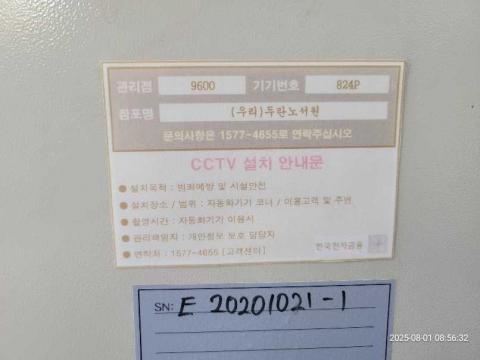 관리점 9600 기기번호 824P
점포명 (우리)두란노서원
문의사항은 1577-4655로 연락주십시오
CCTV 설치 안내문
● 설치목적 : 범죄예방 및 시설안전
● 설치장소 / 범위 : 자동화기기 코너 / 이용고객 및 주변
● 촬영시간 : 자동화기기 이용시
● 관리책임자 : 개인정보 보호 담당자
● 연락처 : 1577-4655 [고객센터]
한국전자금융
SN: E 20201021-1
2025-08-01 08:56:32